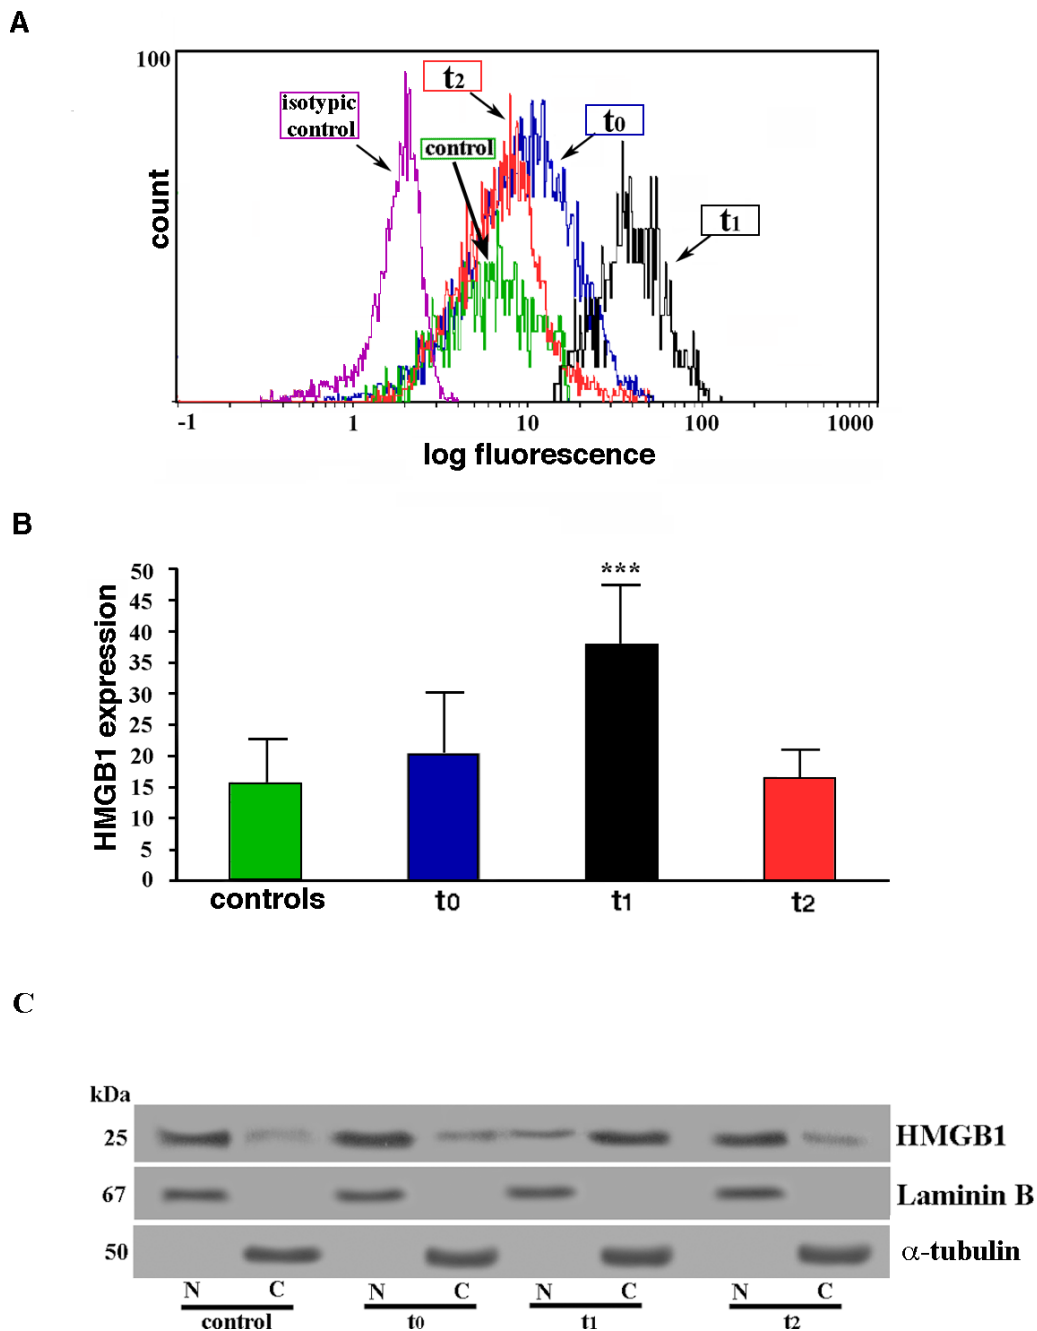 A
100
t2
isotypic
control
t0
control
t1
count
-1 1 10 100 1000
log fluorescence
B
50
45
40
35
30
25
20
15
10
5
0
HMGB1 expression
***
controls t0 t1 t2
C
kDa
25 HMGB1
67 Laminin B
50 α-tubulin
N C N C N C N C
control t0 t1 t2